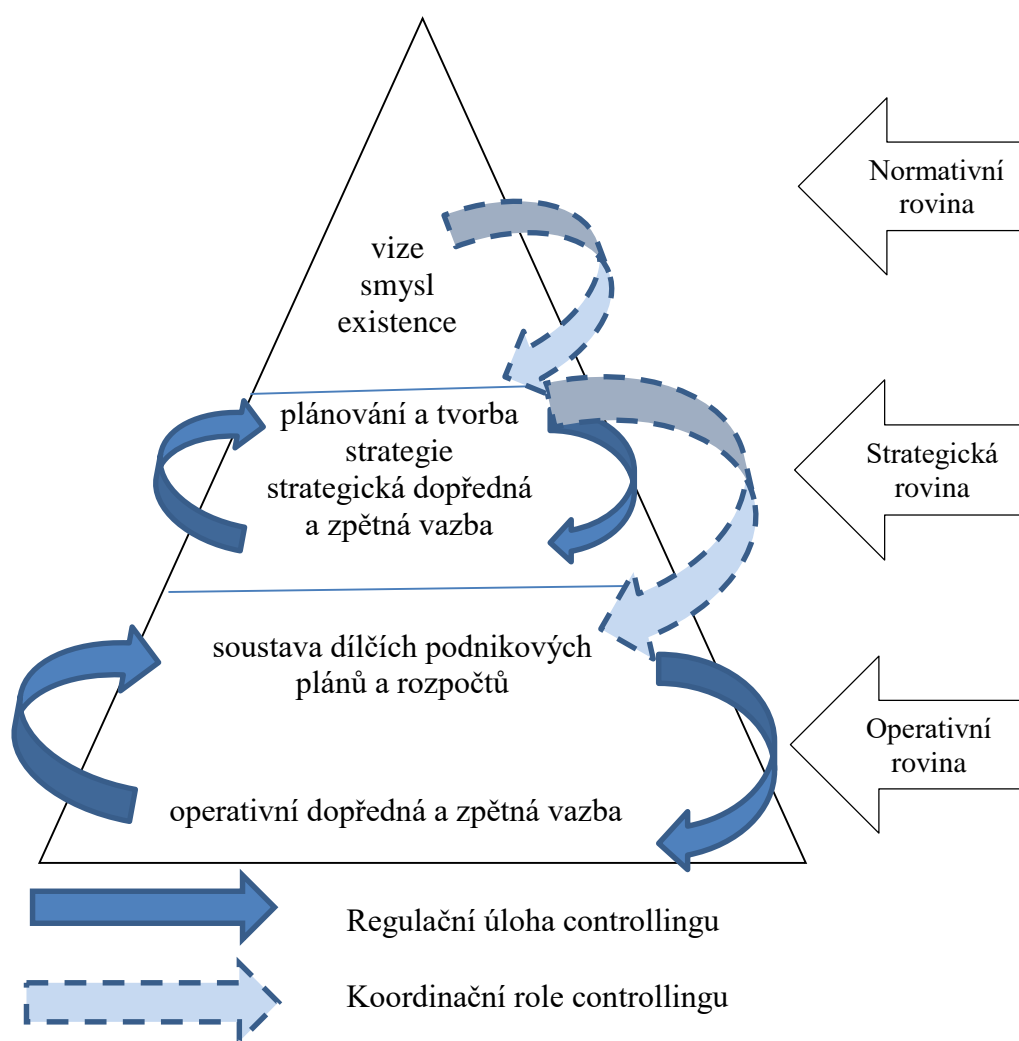 Normativní
rovina
vize
smysl
existence
plánování a tvorba
strategie
strategická dopředná
a zpětná vazba
Strategická
rovina
soustava dílčích podnikových
plánů a rozpočtů
Operativní
rovina
operativní dopředná a zpětná vazba
Regulační úloha controllingu
Koordinační role controllingu